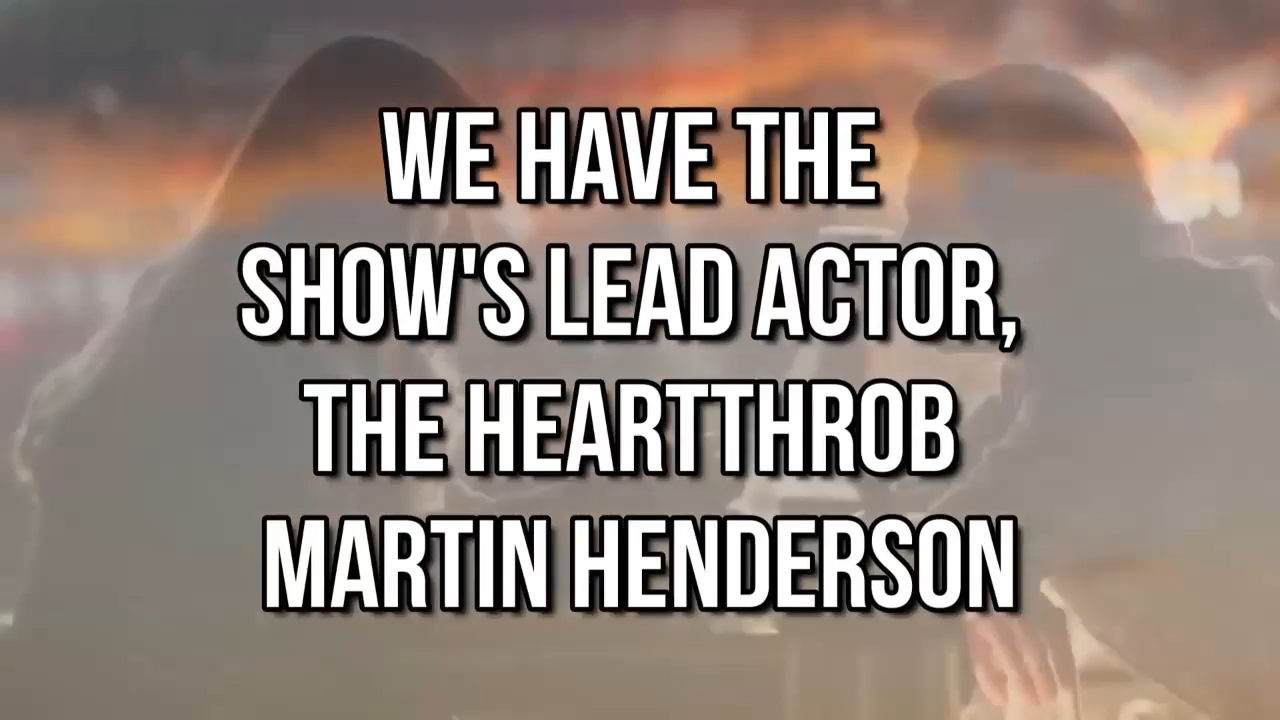 WE HAVE THE
SHOW'S LEAD ACTOR,
THE HEARTTHROB
MARTIN HENDERSON